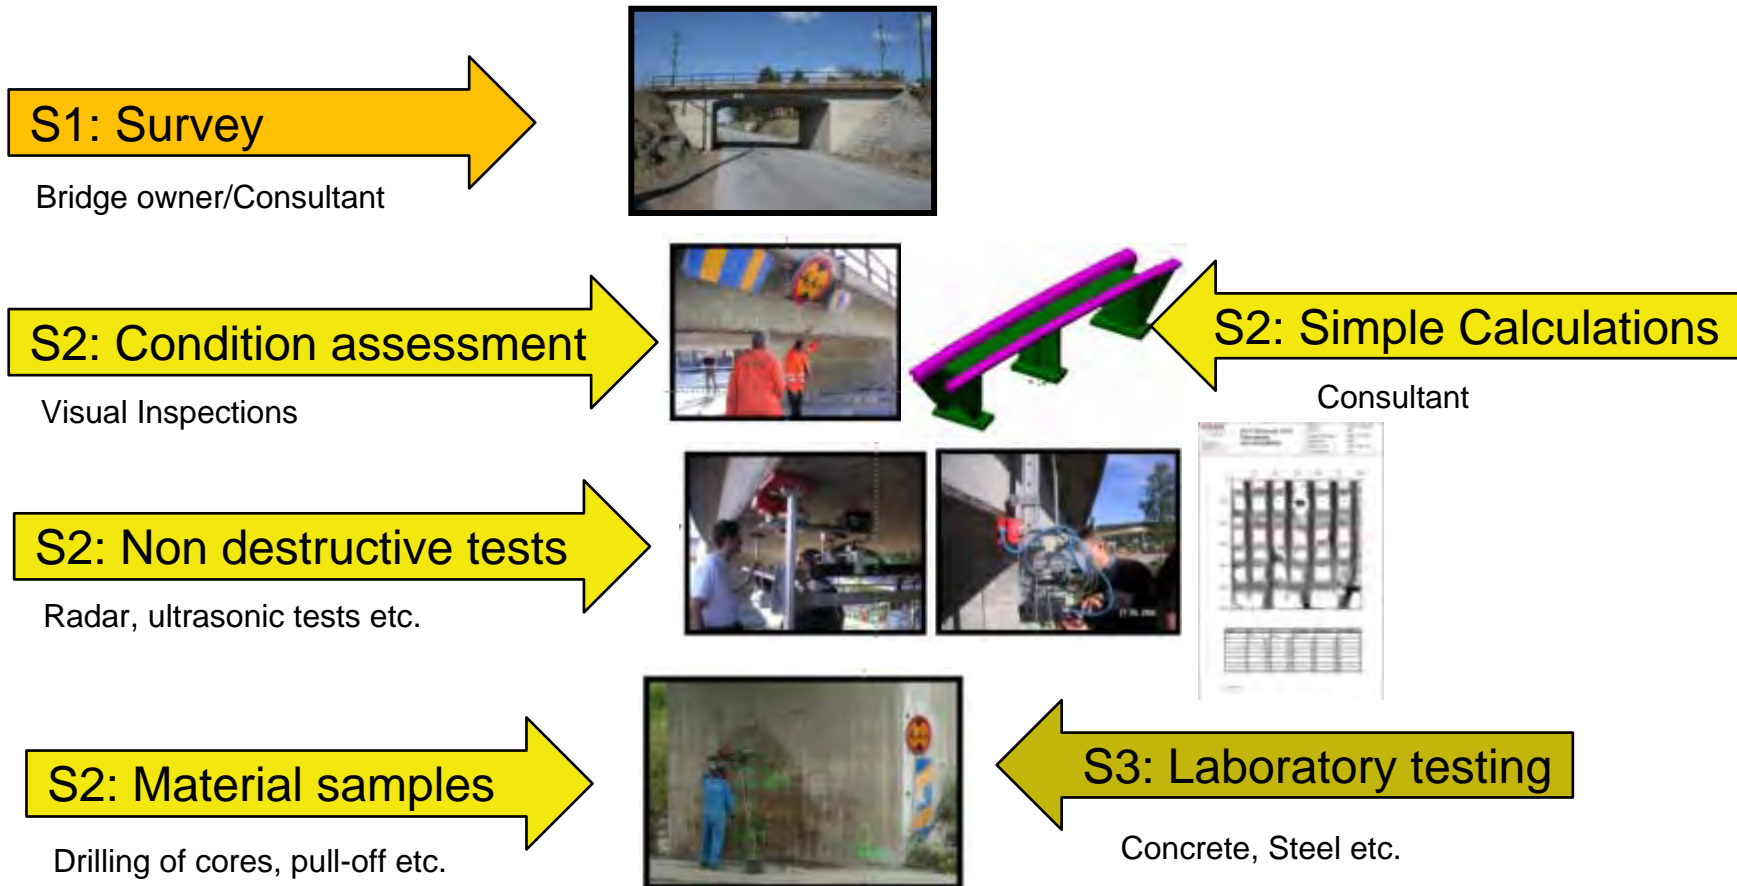 S1: Survey
Bridge owner/Consultant
S2: Condition assessment
Visual Inspections
S2: Simple Calculations
Consultant
S2: Non destructive tests
Radar, ultrasonic tests etc.
S2: Material samples
Drilling of cores, pull-off etc.
S3: Laboratory testing
Concrete, Steel etc.